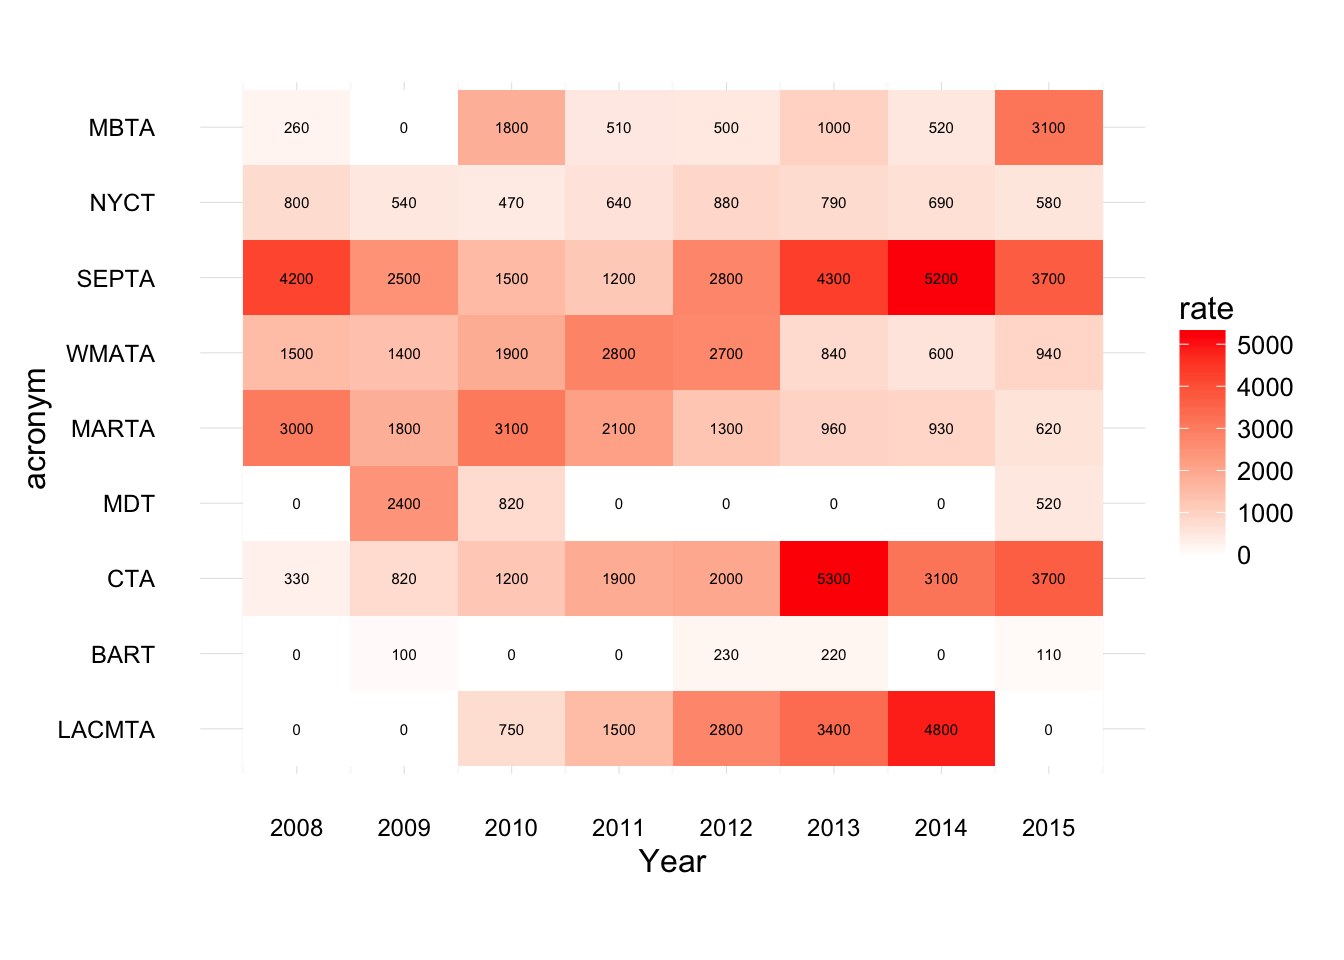 MBTA 260 0 1800 510 500 1000 520 3100
NYCT 800 540 470 640 880 790 690 580
SEPTA 4200 2500 1500 1200 2800 4300 5200 3700
WMATA 1500 1400 1900 2800 2700 840 600 940
MARTA 3000 1800 3100 2100 1300 960 930 620
MDT 0 2400 820 0 0 0 0 520
CTA 330 820 1200 1900 2000 5300 3100 3700
BART 0 100 0 0 230 220 0 110
LACMTA 0 0 750 1500 2800 3400 4800 0
2008 2009 2010 2011 2012 2013 2014 2015
Year
acronym
rate
5000
4000
3000
2000
1000
0